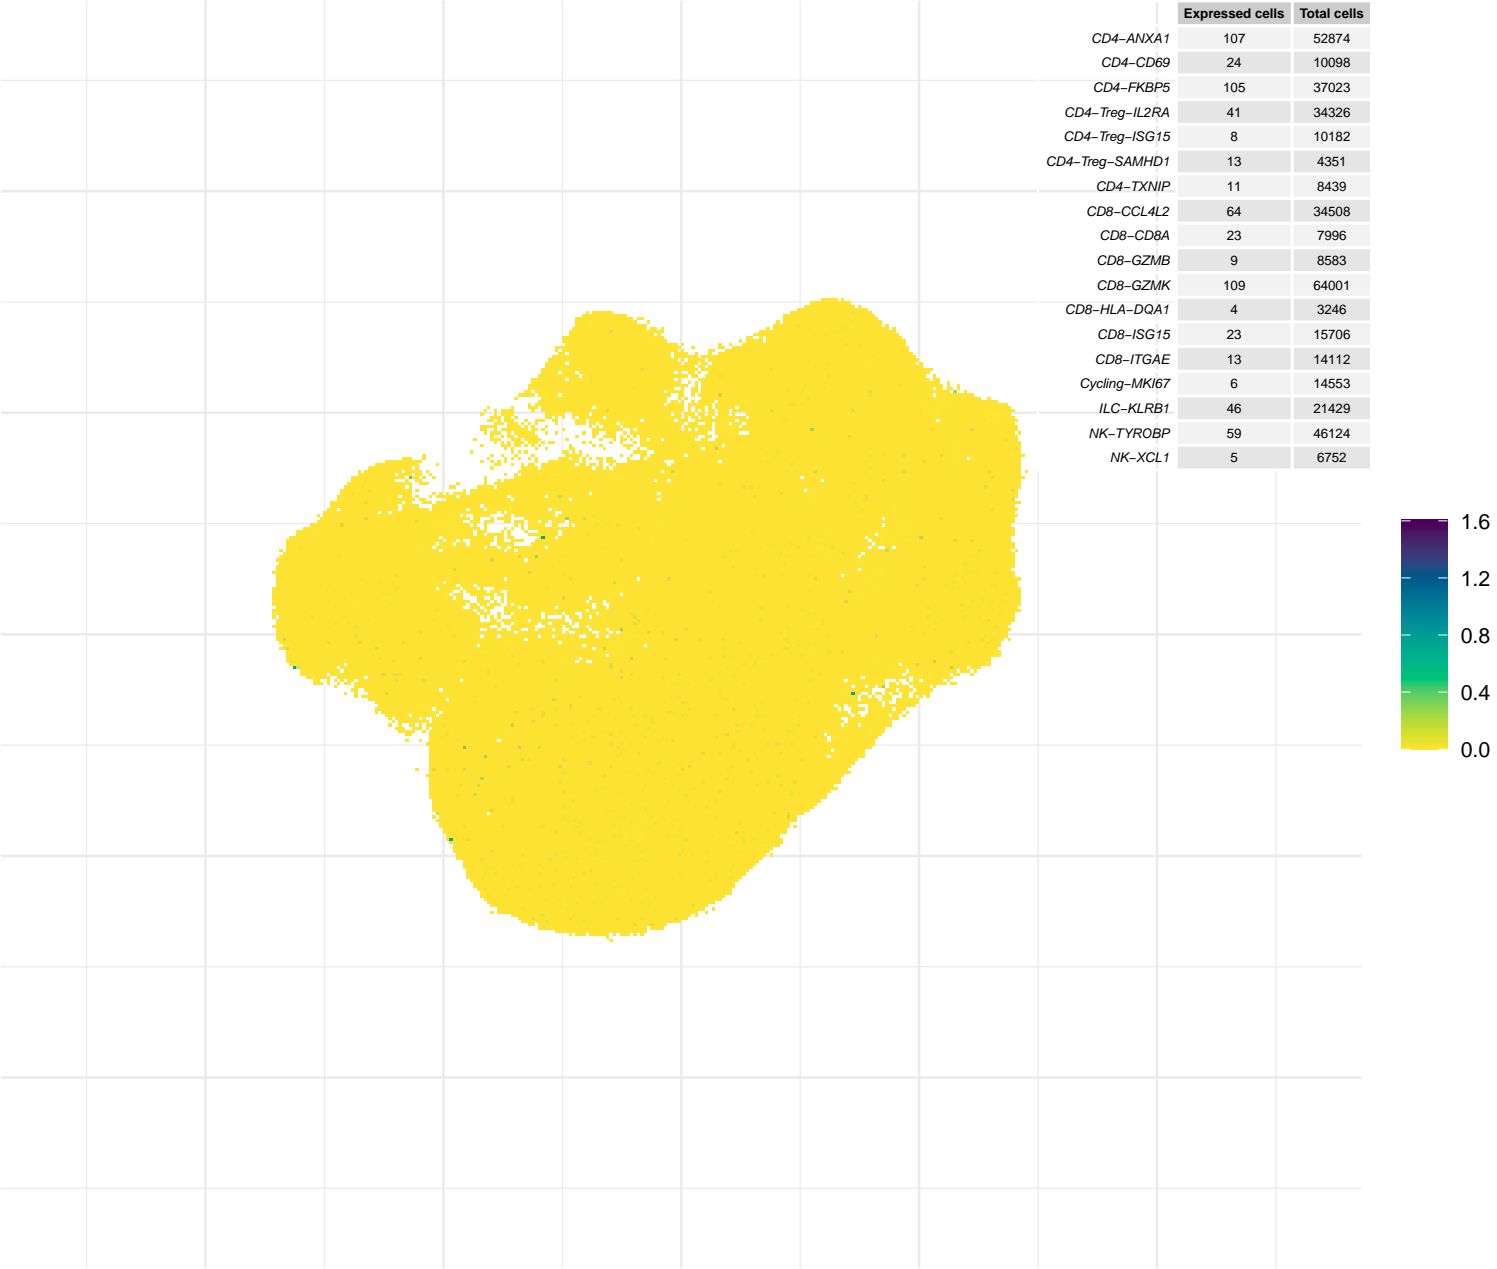 Expressed cells Total cells
CD4−ANXA1 107 52874
CD4−CD69 24 10098
CD4−FKBP5 105 37023
CD4−Treg−IL2RA 41 34326
CD4−Treg−ISG15 8 10182
CD4−Treg−SAMHD1 13 4351
CD4−TXNIP 11 8439
CD8−CCL4L2 64 34508
CD8−CD8A 23 7996
CD8−GZMB 9 8583
CD8−GZMK 109 64001
CD8−HLA−DQA1 4 3246
CD8−ISG15 23 15706
CD8−ITGAE 13 14112
Cycling−MKI67 6 14553
ILC−KLRB1 46 21429
NK−TYROBP 59 46124
NK−XCL1 5 6752
1.6
1.2
0.8
0.4
0.0